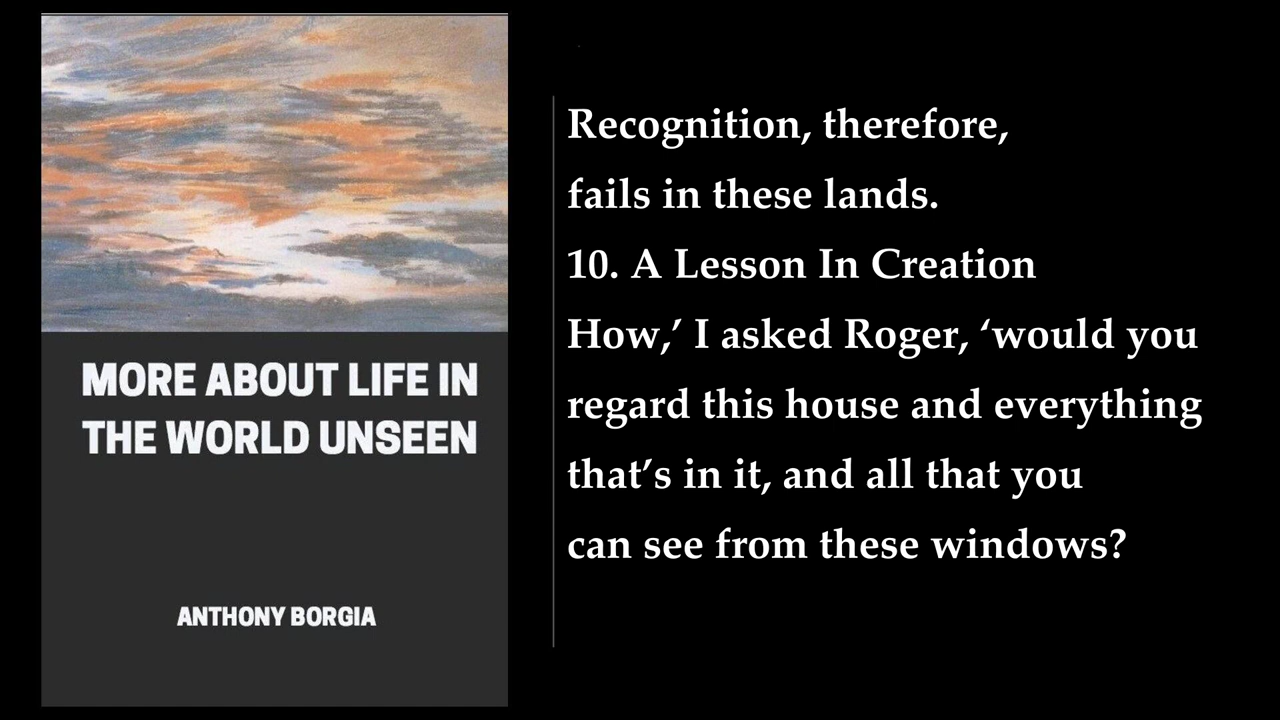 MORE ABOUT LIFE IN
THE WORLD UNSEEN
ANTHONY BORGIA
Recognition, therefore,
fails in these lands.
10. A Lesson In Creation
How,’ I asked Roger, ‘would you
regard this house and everything
that’s in it, and all that you
can see from these windows?